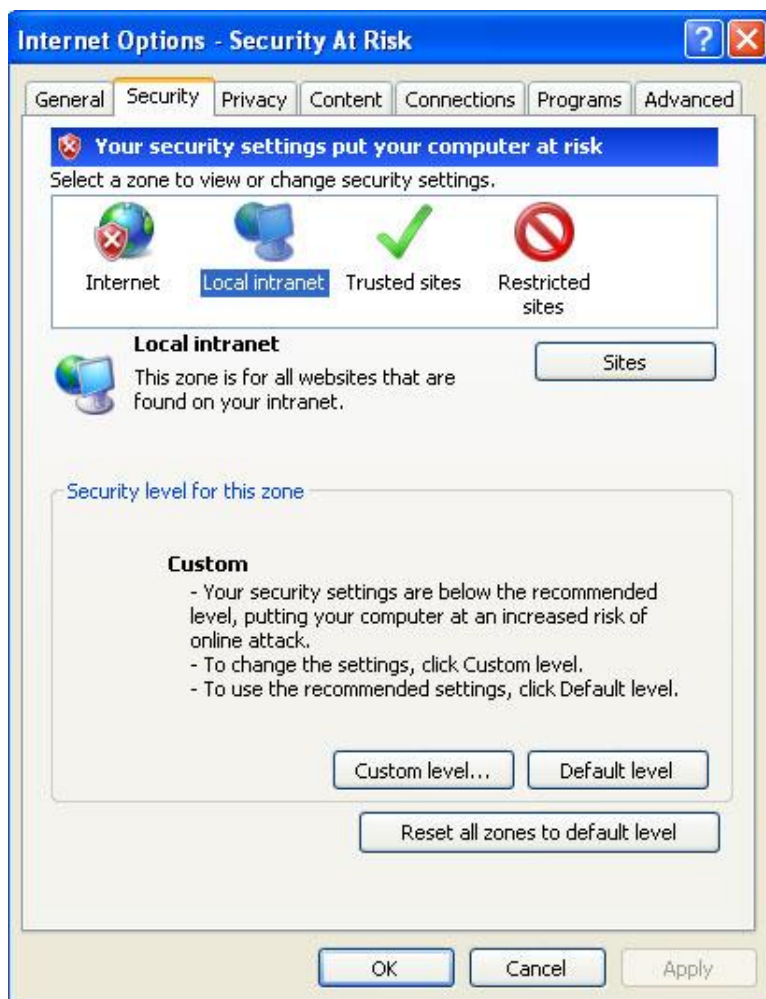 Internet Options - Security At Risk
General Security Privacy Content Connections Programs Advanced
Your security settings put your computer at risk
Select a zone to view or change security settings.
Internet Local intranet Trusted sites Restricted
sites
Local intranet
Sites
This zone is for all websites that are
found on your intranet.
Security level for this zone
Custom
- Your security settings are below the recommended
level, putting your computer at an increased risk of
online attack.
- To change the settings, click Custom level.
- To use the recommended settings, click Default level.
Custom level... Default level
Reset all zones to default level
OK Cancel Apply